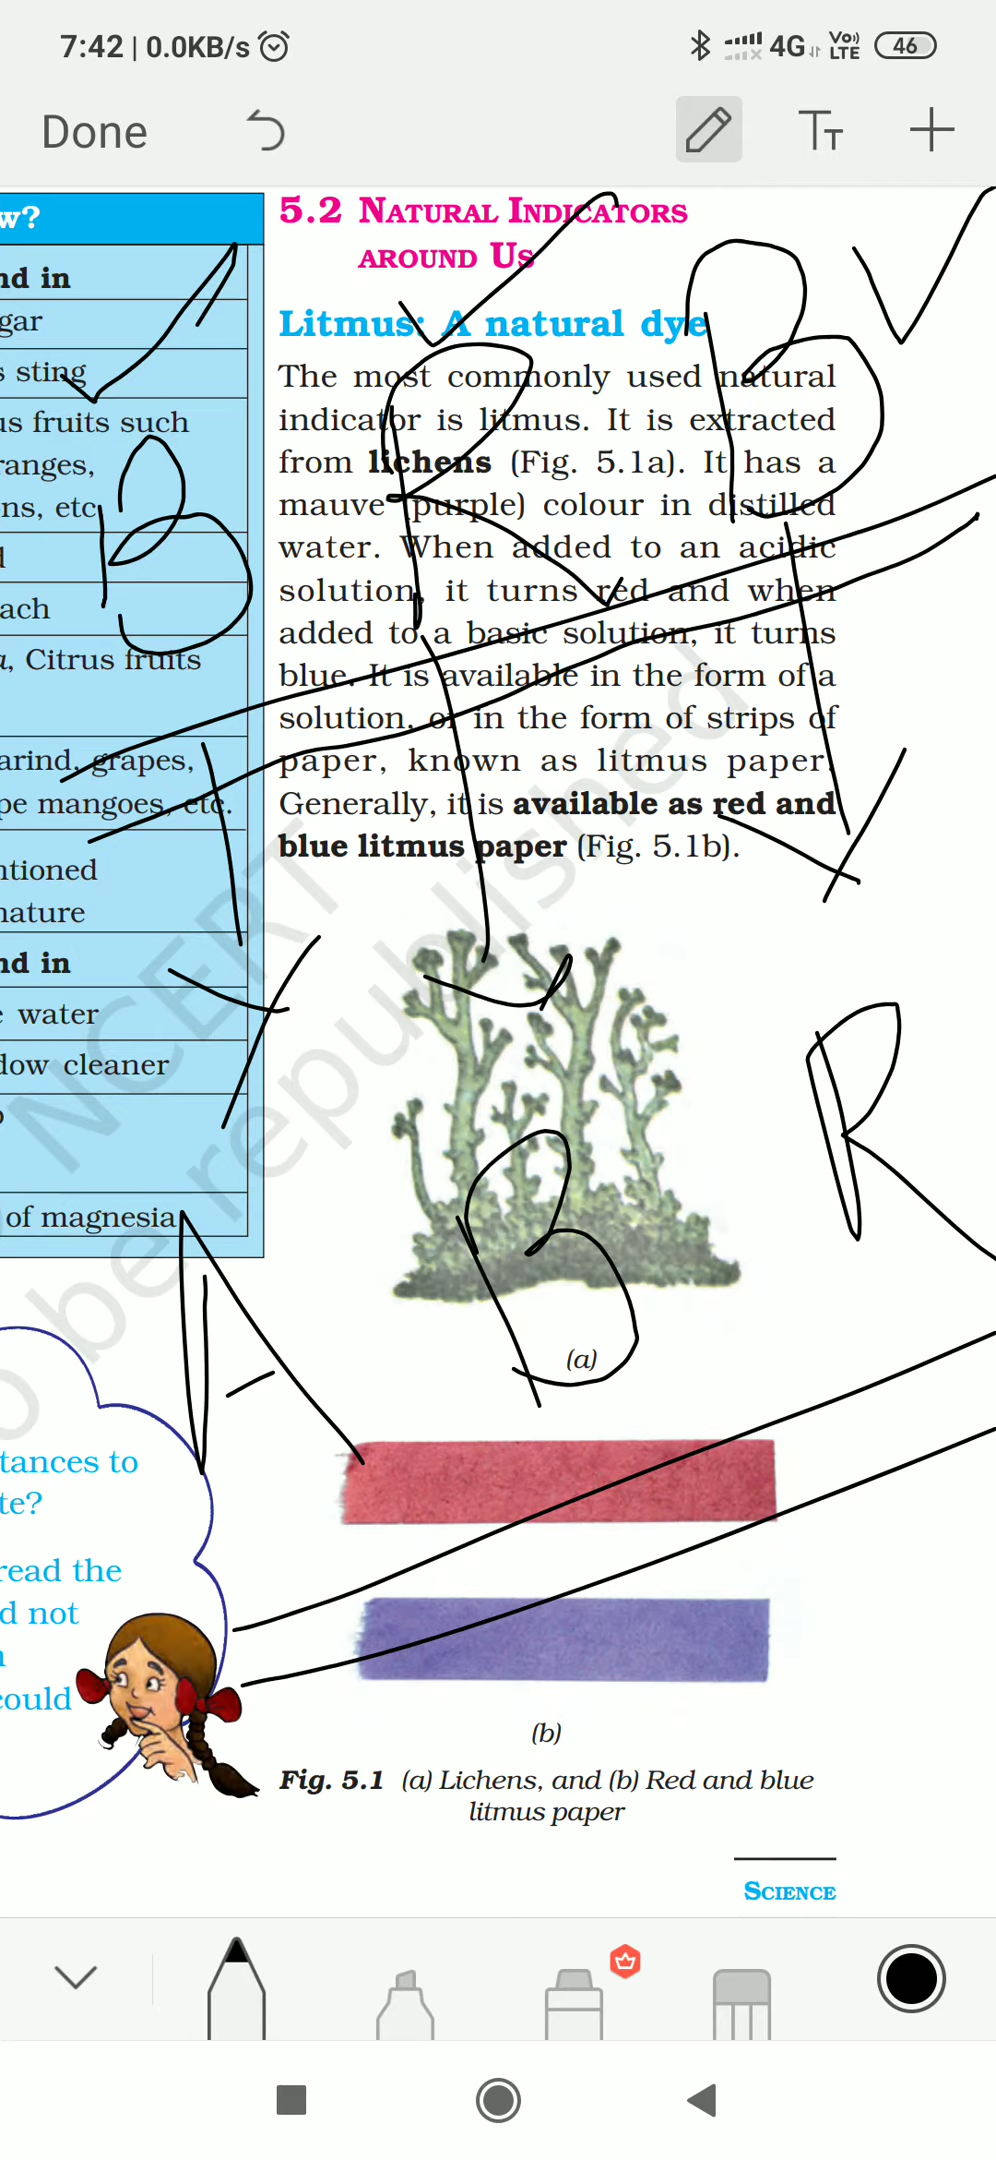 7:42 | 0.0KB/s
4G Vo)) LTE 46
Done
TT
w?
nd in
gar
s sting
us fruits such
ranges,
ns, etc.
d
ach
a, Citrus fruits
arind, grapes,
pe mangoes, etc.
ntioned
nature
nd in
e water
dow cleaner
p
of magnesia
5.2 NATURAL INDICATORS
AROUND US
Litmus: A natural dye
The most commonly used natural
indicator is litmus. It is extracted
from lichens (Fig. 5.1a). It has a
mauve (purple) colour in distilled
water. When added to an acidic
solution, it turns red and when
added to a basic solution, it turns
blue. It is available in the form of a
solution, or in the form of strips of
paper, known as litmus paper.
Generally, it is available as red and
blue litmus paper (Fig. 5.1b).
B
R
B
B
R
A
NCERT
o be republished
(a)
tances to
te?
read the
d not
n
could
(b)
Fig. 5.1 (a) Lichens, and (b) Red and blue
litmus paper
SCIENCE